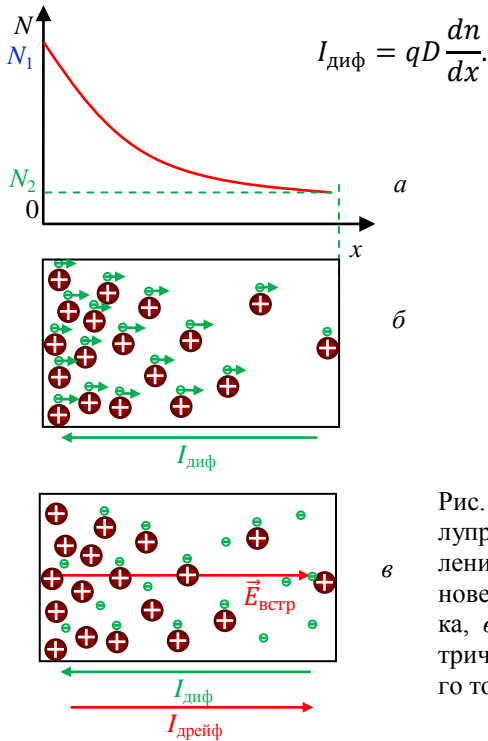 N
N₁
I_диф = qD dn/dx.
N₂
0
а
x
б
I_диф
Рис.
лупр
лени
нове
ка, в
трич
го то
в
E⃗_встр
I_диф
I_дрейф